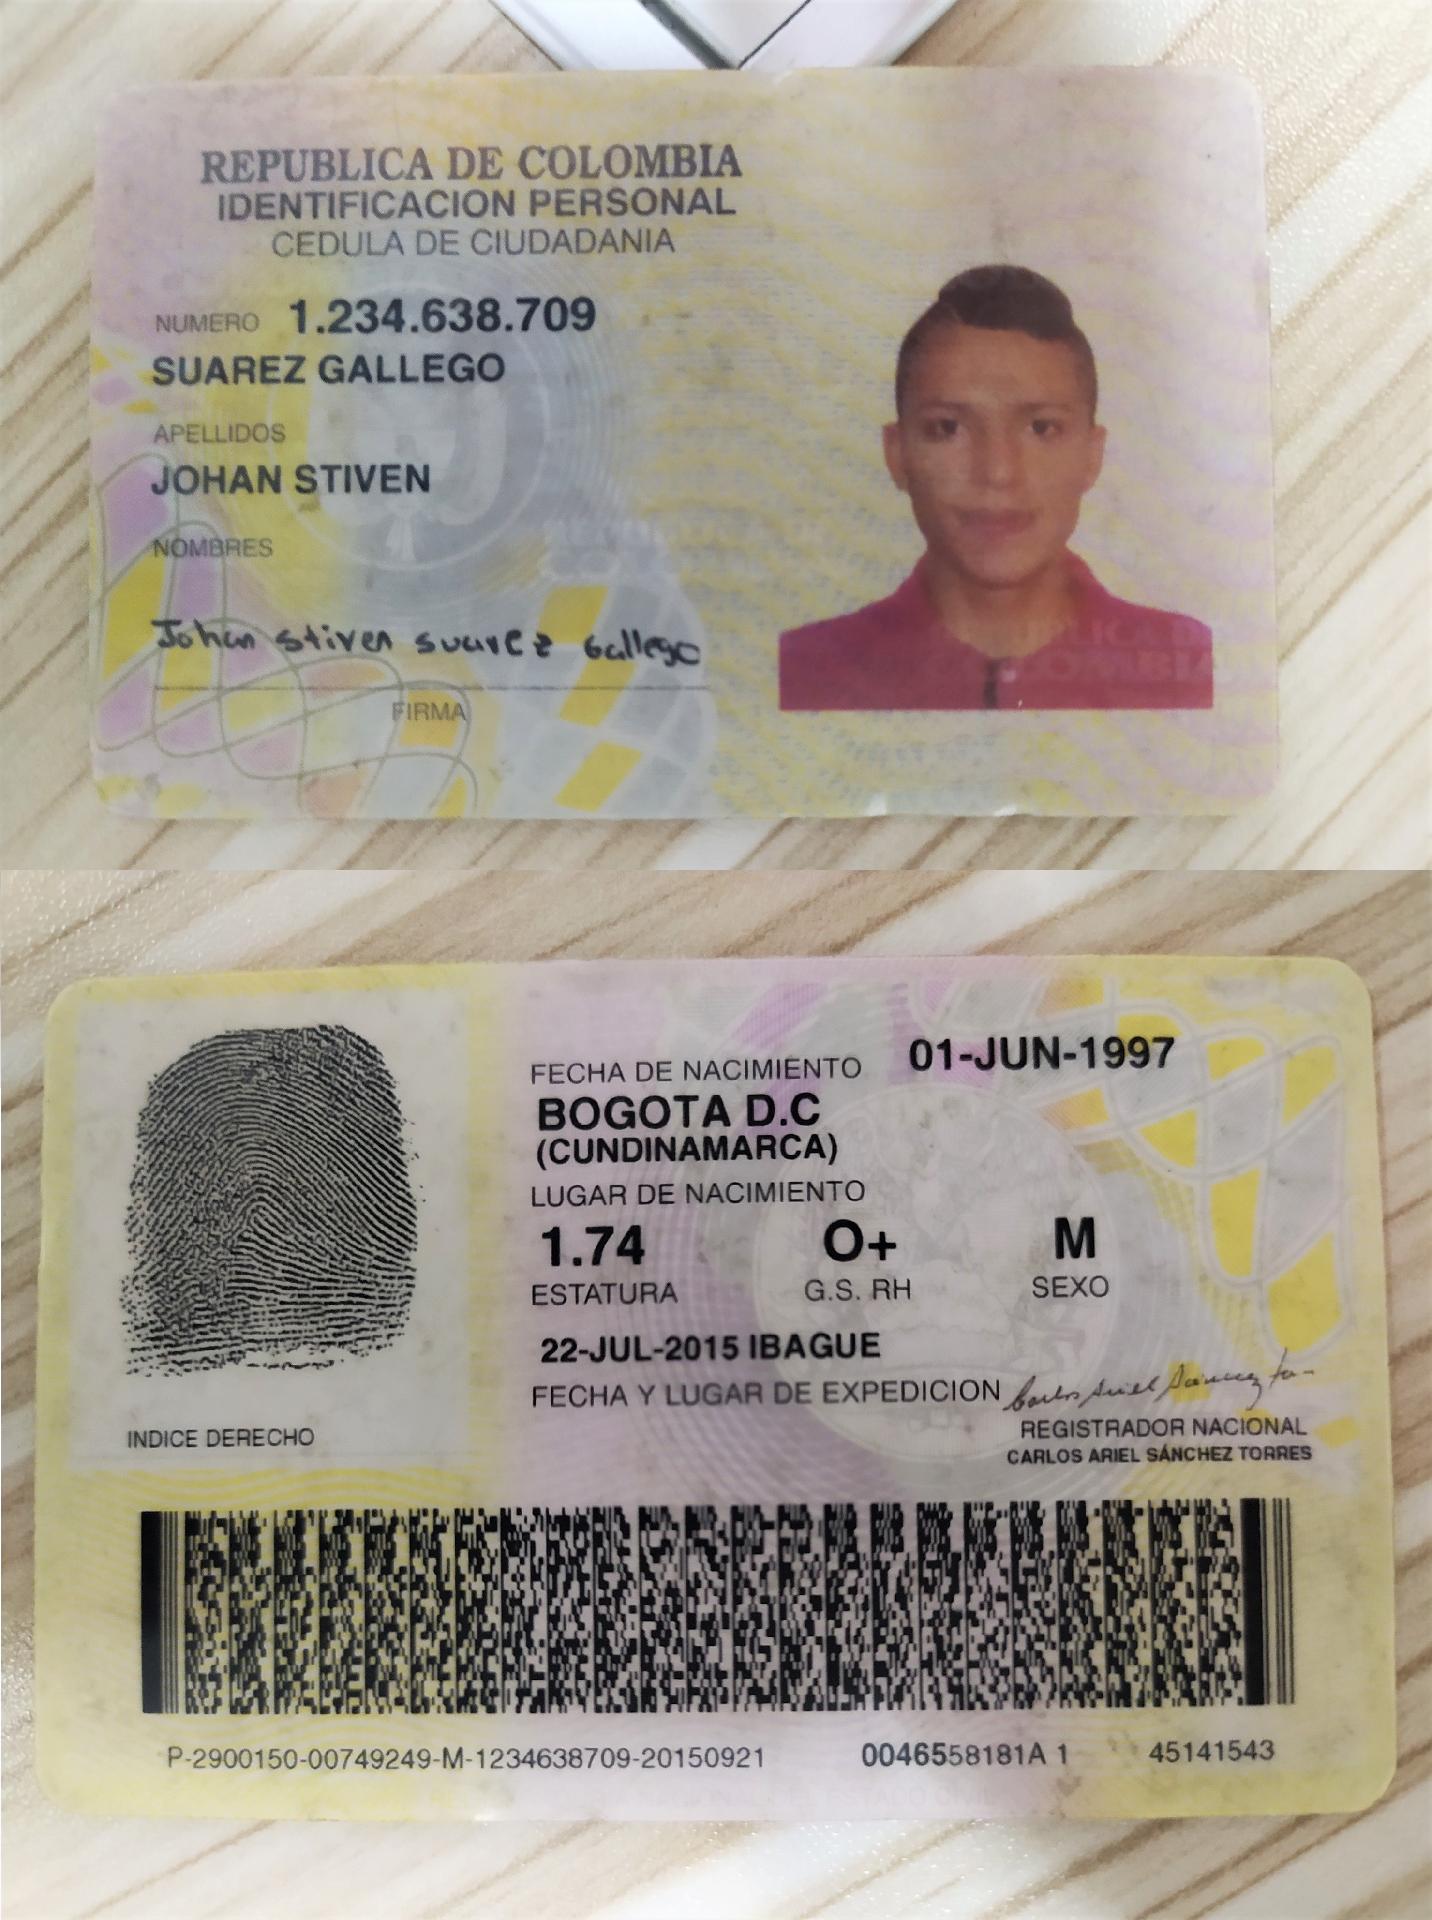 REPUBLICA DE COLOMBIA
IDENTIFICACION PERSONAL
CEDULA DE CIUDADANIA
NUMERO 1.234.638.709
SUAREZ GALLEGO
APELLIDOS
JOHAN STIVEN
NOMBRES
Johan stiven suarez Gallego
FIRMA
FECHA DE NACIMIENTO 01-JUN-1997
BOGOTA D.C
(CUNDINAMARCA)
LUGAR DE NACIMIENTO
1.74 O+ M
ESTATURA G.S. RH SEXO
22-JUL-2015 IBAGUE
FECHA Y LUGAR DE EXPEDICION
REGISTRADOR NACIONAL
CARLOS ARIEL SÁNCHEZ TORRES
INDICE DERECHO
P-2900150-00749249-M-1234638709-20150921 0046558181A 1 45141543